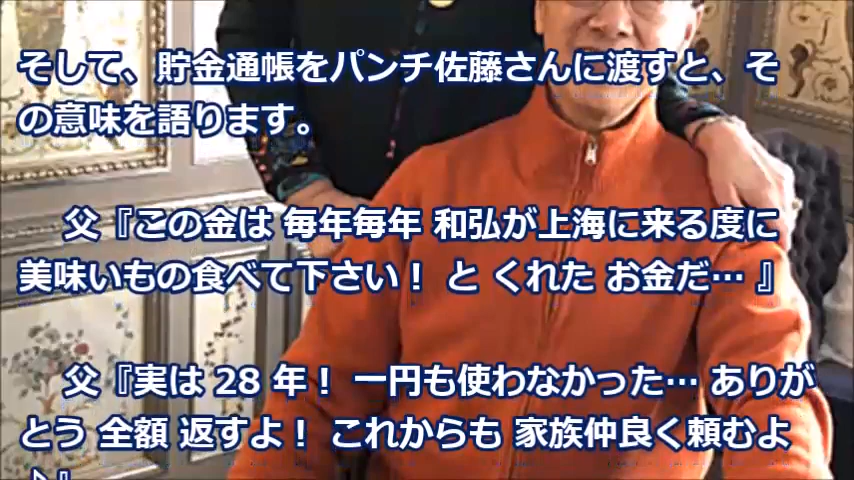 そして、貯金通帳をパンチ佐藤さんに渡すと、そ
の意味を語ります。
父『この金は 毎年毎年 和弘が上海に来る度に
美味いもの食べて下さい！ と くれた お金だ… 』
父『実は 28 年！ 一円も使わなかった… ありが
とう 全額 返すよ！ これからも 家族仲良く頼むよ